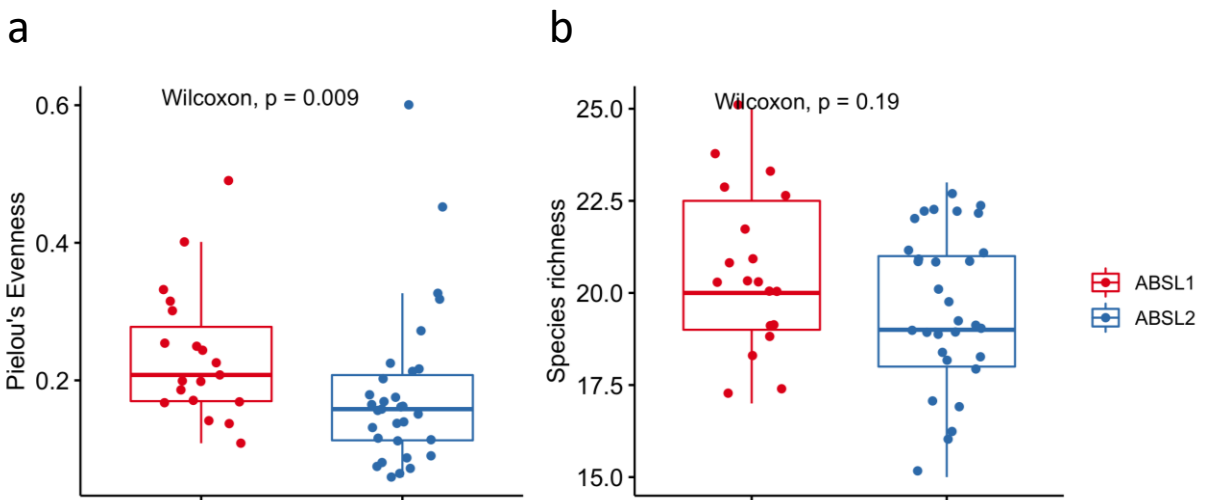 a
b
Wilcoxon, p = 0.009
Pielou's Evenness
0.6
0.4
0.2
Wilcoxon, p = 0.19
Species richness
25.0
22.5
20.0
17.5
15.0
ABSL1
ABSL2